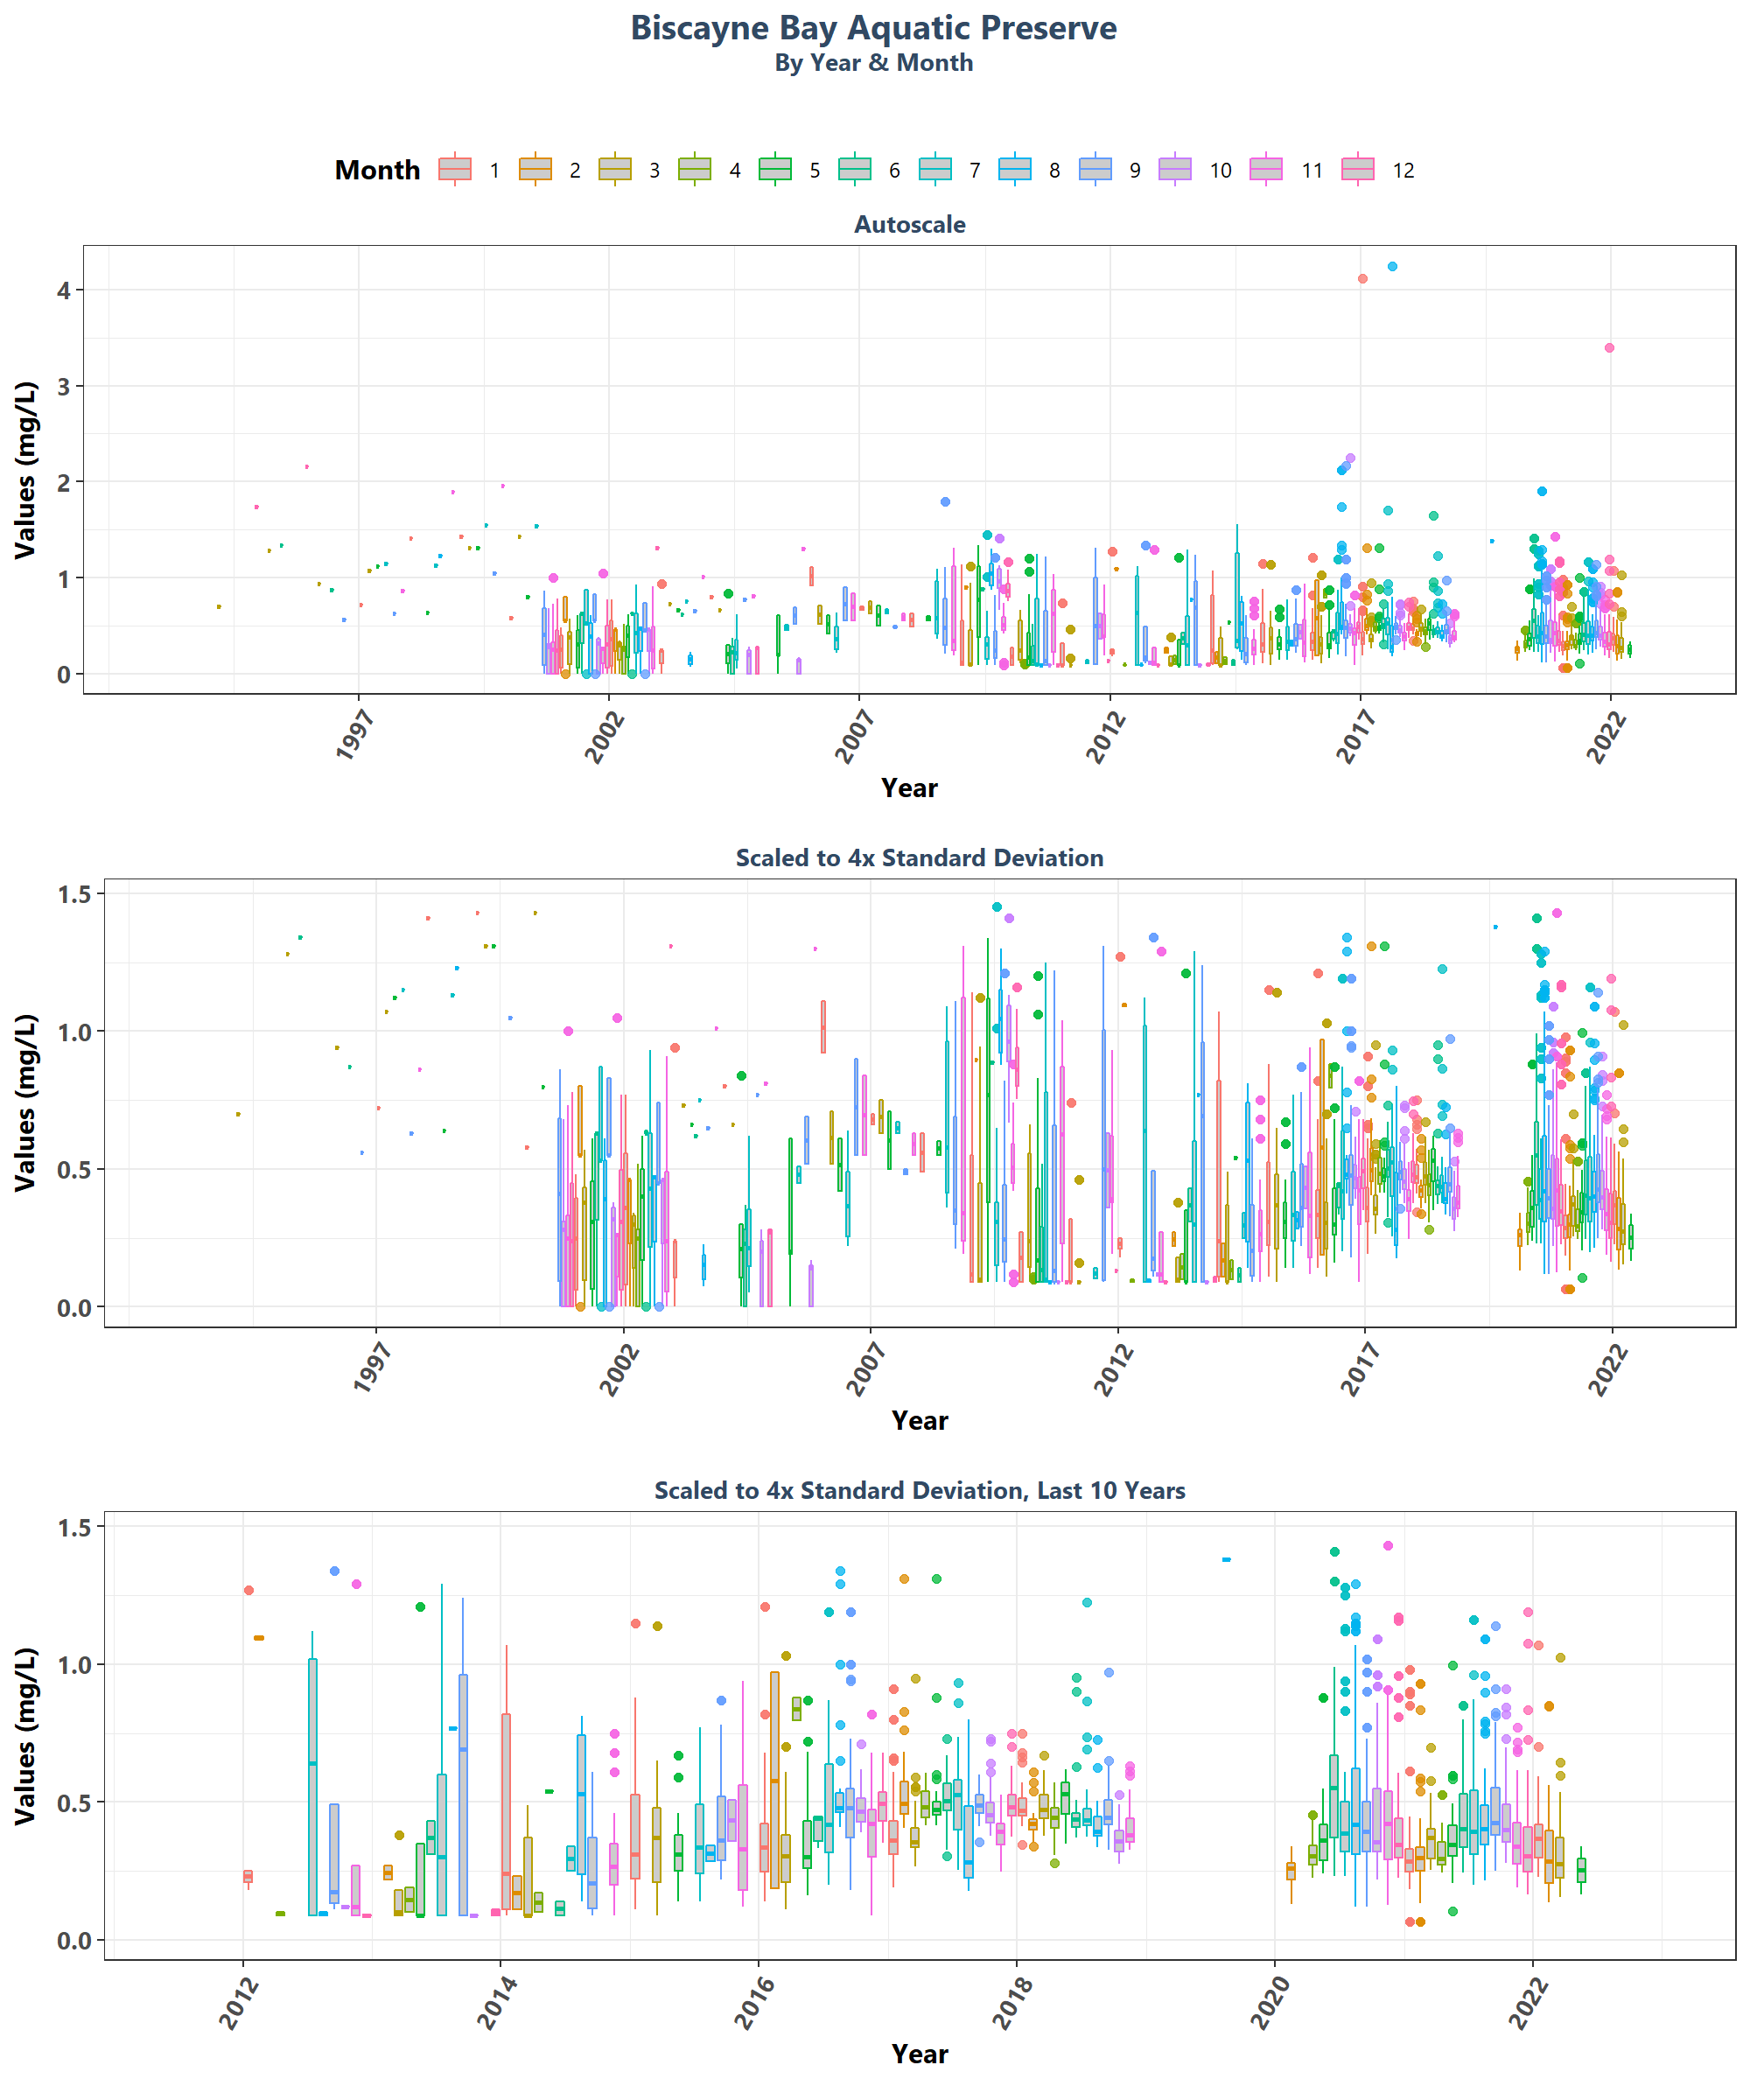 Biscayne Bay Aquatic Preserve
By Year & Month
Month 1 2 3 4 5 6 7 8 9 10 11 12
Autoscale
Values (mg/L)
4
3
2
1
0
1997 2002 2007 2012 2017 2022
Year
Scaled to 4x Standard Deviation
Values (mg/L)
1.5
1.0
0.5
0.0
1997 2002 2007 2012 2017 2022
Year
Scaled to 4x Standard Deviation, Last 10 Years
Values (mg/L)
1.5
1.0
0.5
0.0
2012 2014 2016 2018 2020 2022
Year